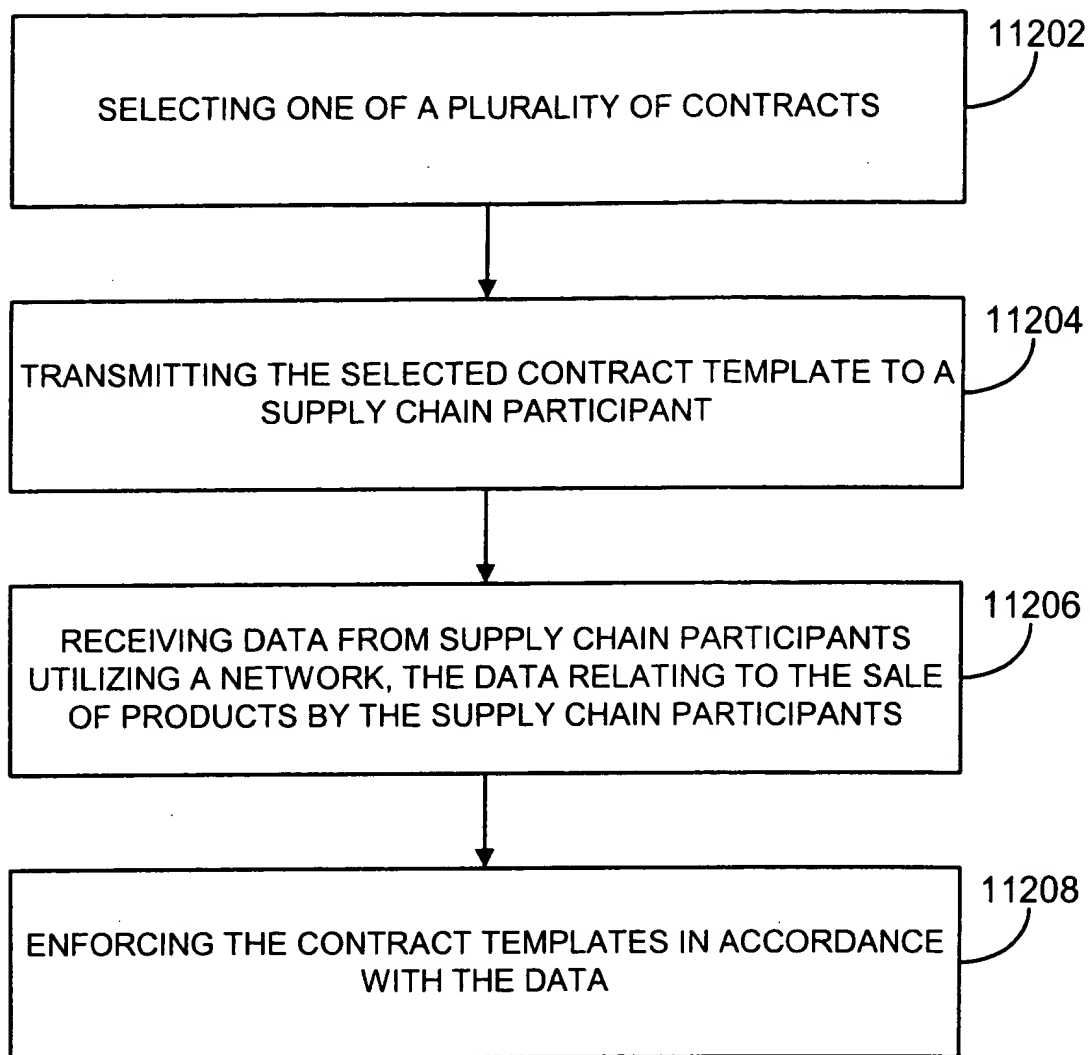 11202
SELECTING ONE OF A PLURALITY OF CONTRACTS
11204
TRANSMITTING THE SELECTED CONTRACT TEMPLATE TO A
SUPPLY CHAIN PARTICIPANT
11206
RECEIVING DATA FROM SUPPLY CHAIN PARTICIPANTS
UTILIZING A NETWORK, THE DATA RELATING TO THE SALE
OF PRODUCTS BY THE SUPPLY CHAIN PARTICIPANTS
11208
ENFORCING THE CONTRACT TEMPLATES IN ACCORDANCE
WITH THE DATA